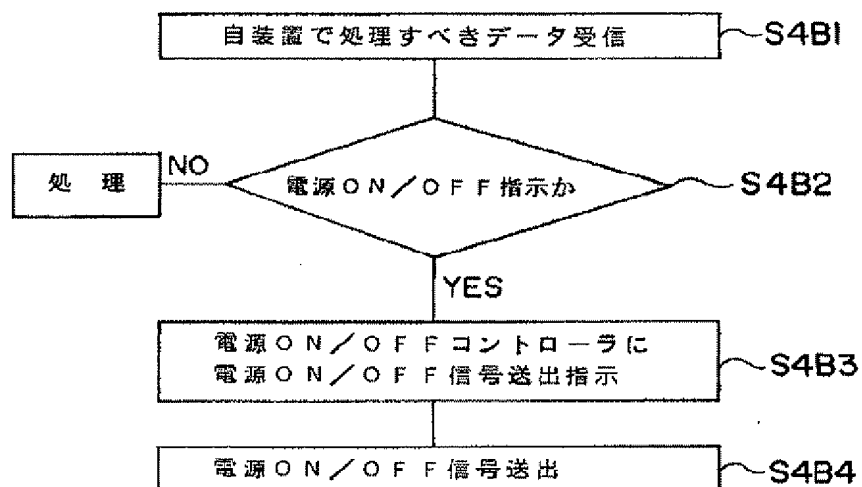 自装置で処理すべきデータ受信
S4B1
処理
NO
電源ON/OFF指示か
S4B2
YES
電源ON/OFFコントローラに
電源ON/OFF信号送出指示
S4B3
電源ON/OFF信号送出
S4B4